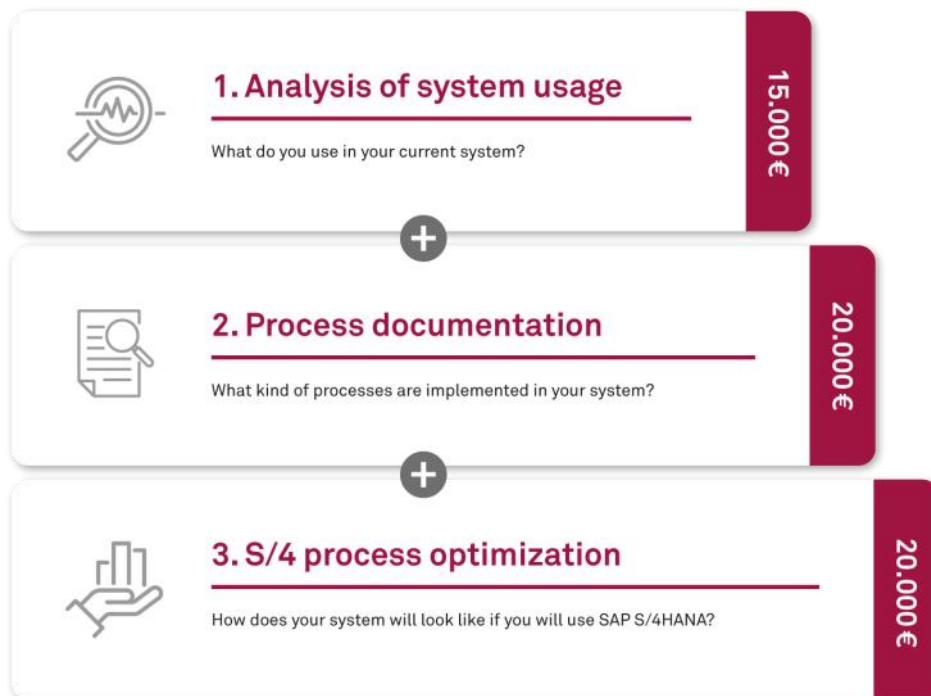 1. Analysis of system usage
What do you use in your current system?
15.000 €
+
2. Process documentation
What kind of processes are implemented in your system?
20.000 €
+
3. S/4 process optimization
How does your system will look like if you will use SAP S/4HANA?
20.000 €